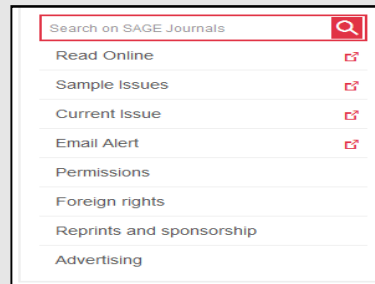 Search on SAGE Journals
Read Online
Sample Issues
Current Issue
Email Alert
Permissions
Foreign rights
Reprints and sponsorship
Advertising